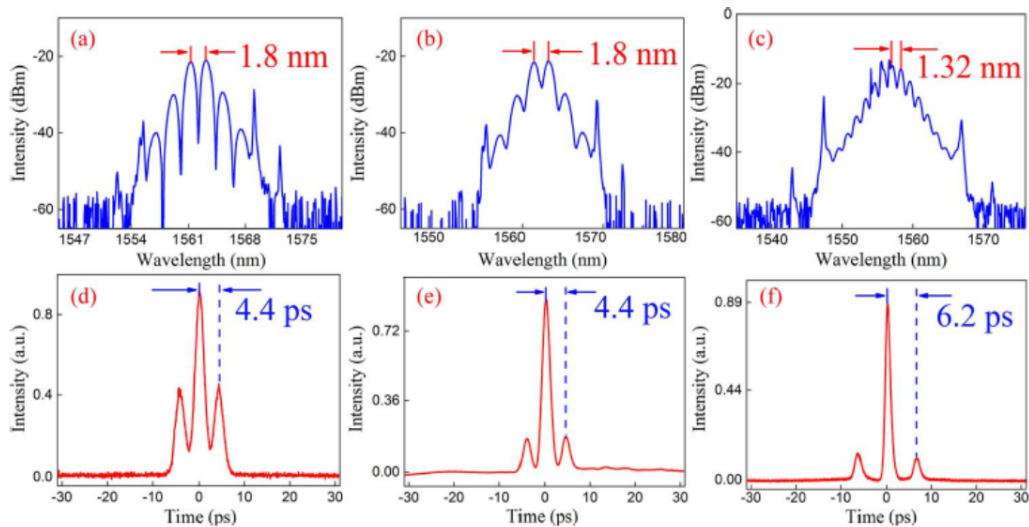 (a)
1.8 nm
Intensity (dBm)
-20
-40
-60
1547 1554 1561 1568 1575
Wavelength (nm)
(b)
1.8 nm
Intensity (dBm)
-20
-40
-60
1550 1560 1570 1580
Wavelength (nm)
(c)
1.32 nm
Intensity (dBm)
0
-20
-40
-60
1540 1550 1560 1570
Wavelength (nm)
(d)
4.4 ps
Intensity (a.u.)
0.8
0.4
0.0
-30 -20 -10 0 10 20 30
Time (ps)
(e)
4.4 ps
Intensity (a.u.)
0.72
0.36
0.00
-30 -20 -10 0 10 20 30
Time (ps)
(f)
6.2 ps
Intensity (a.u.)
0.89
0.44
0.00
-30 -20 -10 0 10 20 30
Time (ps)